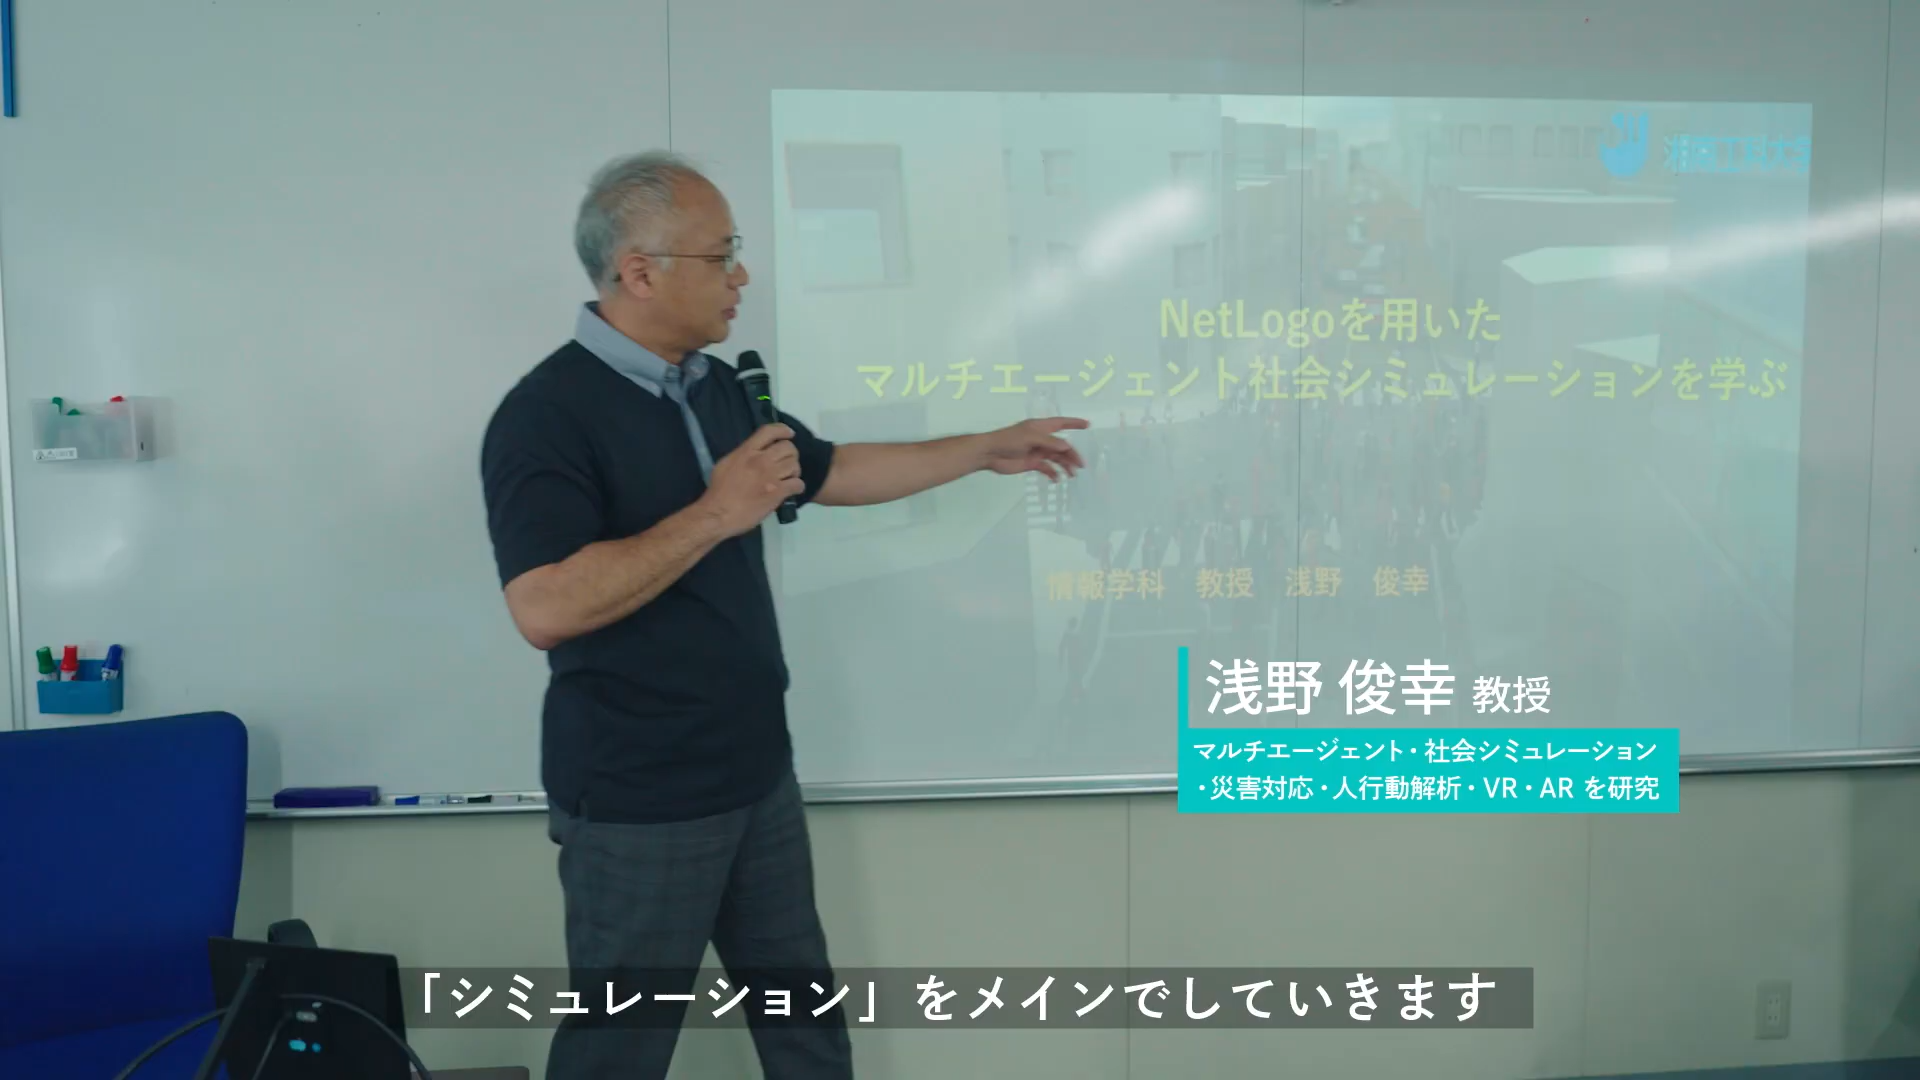 湘南工科大学
NetLogoを用いた
マルチエージェント社会シミュレーションを学ぶ
情報学科 教授 浅野 俊幸
浅野 俊幸 教授
マルチエージェント・社会シミュレーション
・災害対応・人行動解析・VR・AR を研究
「シミュレーション」をメインでしていきます